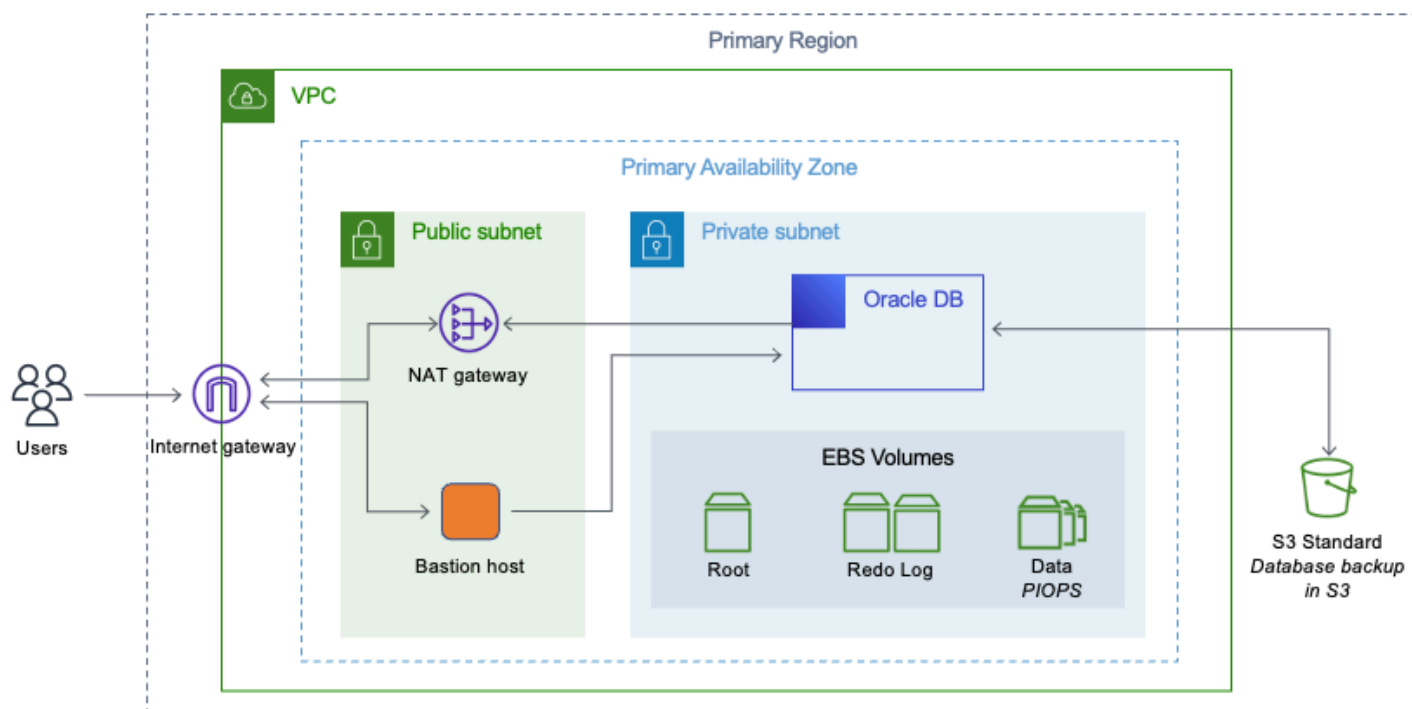 Primary Region
VPC
Primary Availability Zone
Public subnet
Private subnet
Oracle DB
NAT gateway
Users
Internet gateway
EBS Volumes
Bastion host
Root
Redo Log
Data
PIOPS
S3 Standard
Database backup
in S3